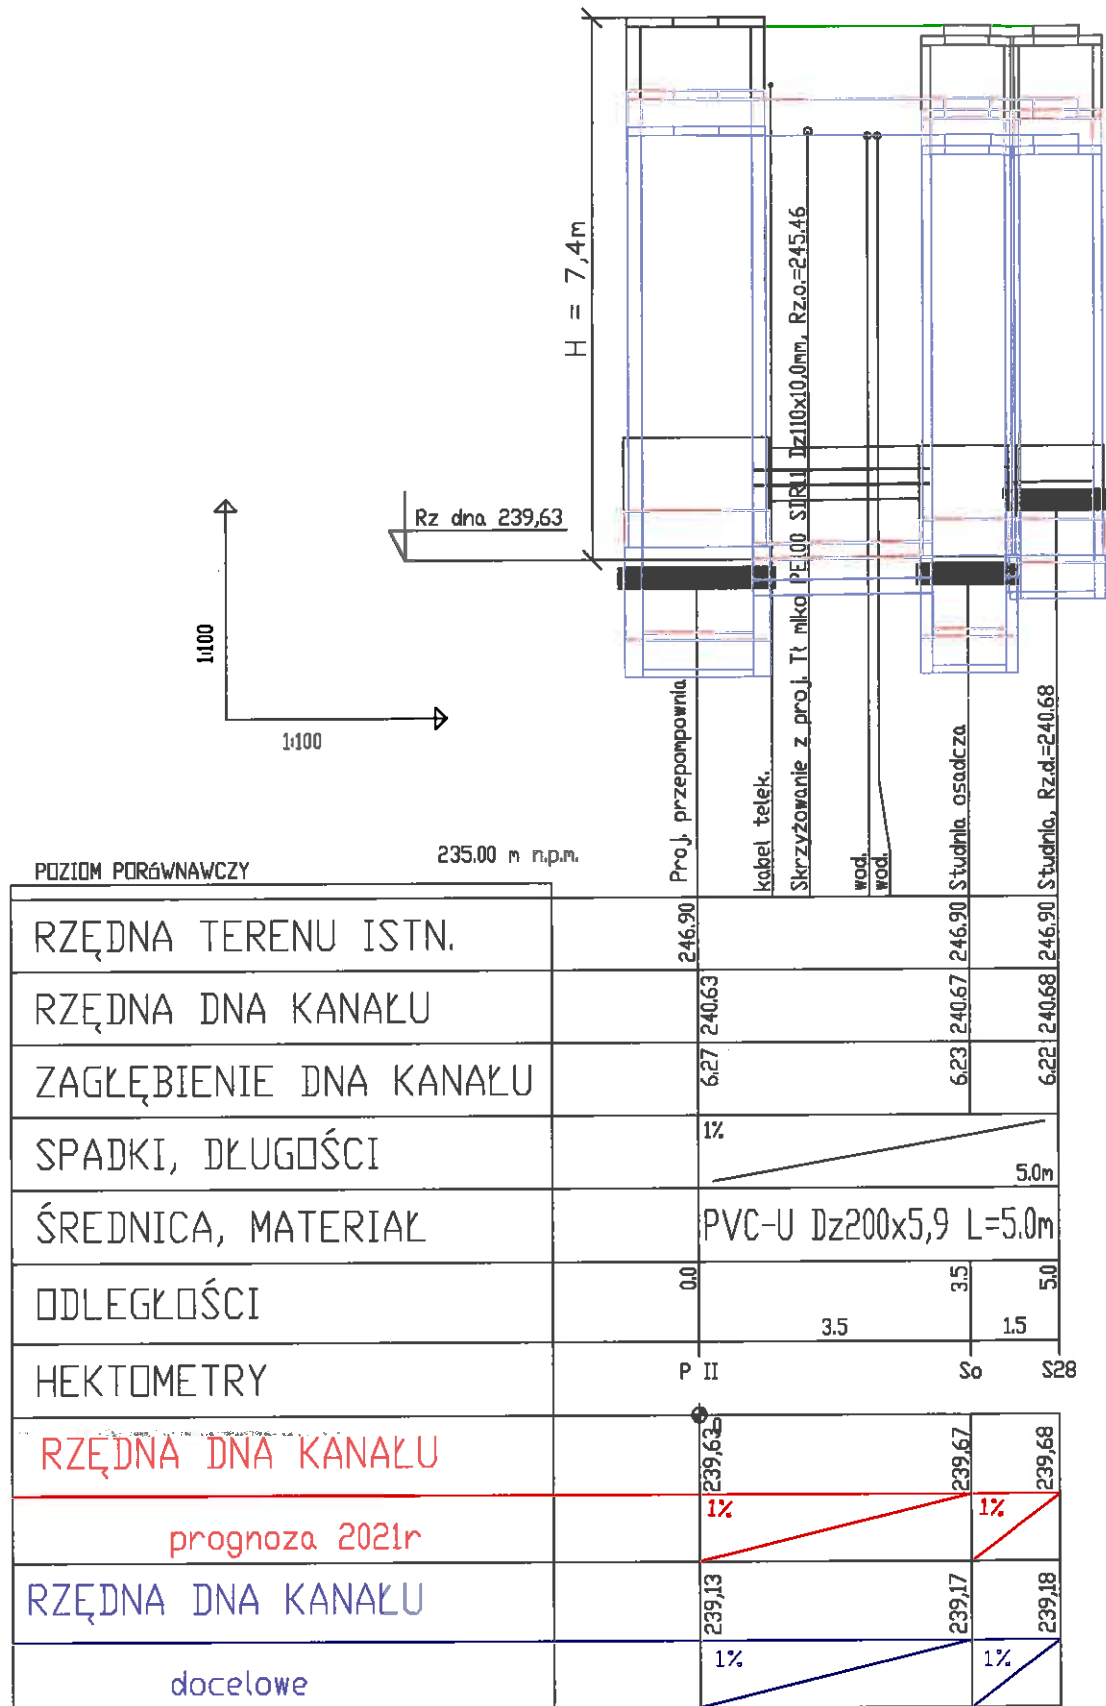 H = 7,4m
Rz dna 239,63
1:100
1:100
Proj. przepompownia
kabel telek.
Skrzyżowanie z proj. Tł mlko PE100 SDR11 Dz110x10,0mm, Rz.o.=245.46
wod.
wod.
Studnia osadcza
Studnia, Rz.d.=240.68
POZIOM PORóWNAWCZY 235.00 m n.p.m.
RZĘDNA TERENU ISTN. 246.90 246.90 246.90
RZĘDNA DNA KANAŁU 240.63 240.67 240.68
ZAGŁĘBIENIE DNA KANAŁU 6.27 6.23 6.22
SPADKI, DŁUGOŚCI 1% 5.0m
ŚREDNICA, MATERIAŁ PVC-U Dz200x5,9 L=5.0m
ODLEGŁOŚCI 0.0 3.5 3.5 1.5 5.0
HEKTOMETRY P II So S28
0
RZĘDNA DNA KANAŁU 239,63 239,67 239,68
prognoza 2021r 1% 1%
RZĘDNA DNA KANAŁU 239,13 239,17 239,18
docelowe 1% 1%